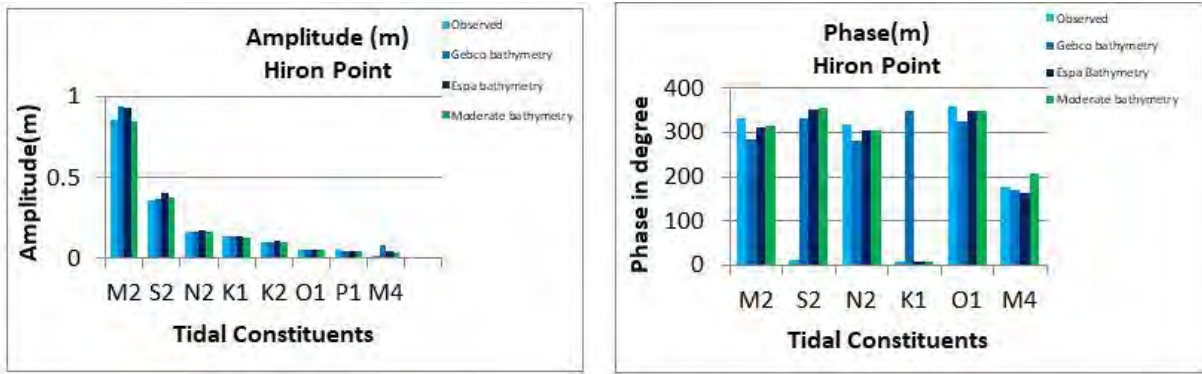 Amplitude (m)
Hiron Point
Observed
Gebco bathymetry
Espa bathymetry
Moderate bathymetry
Amplitude(m)
1
0.5
0
M2 S2 N2 K1 K2 O1 P1 M4
Tidal Constituents
Phase(m)
Hiron Point
Observed
Gebco bathymetry
Espa Bathymetry
Moderate bathymetry
Phase in degree
400
300
200
100
0
M2 S2 N2 K1 O1 M4
Tidal Constituents